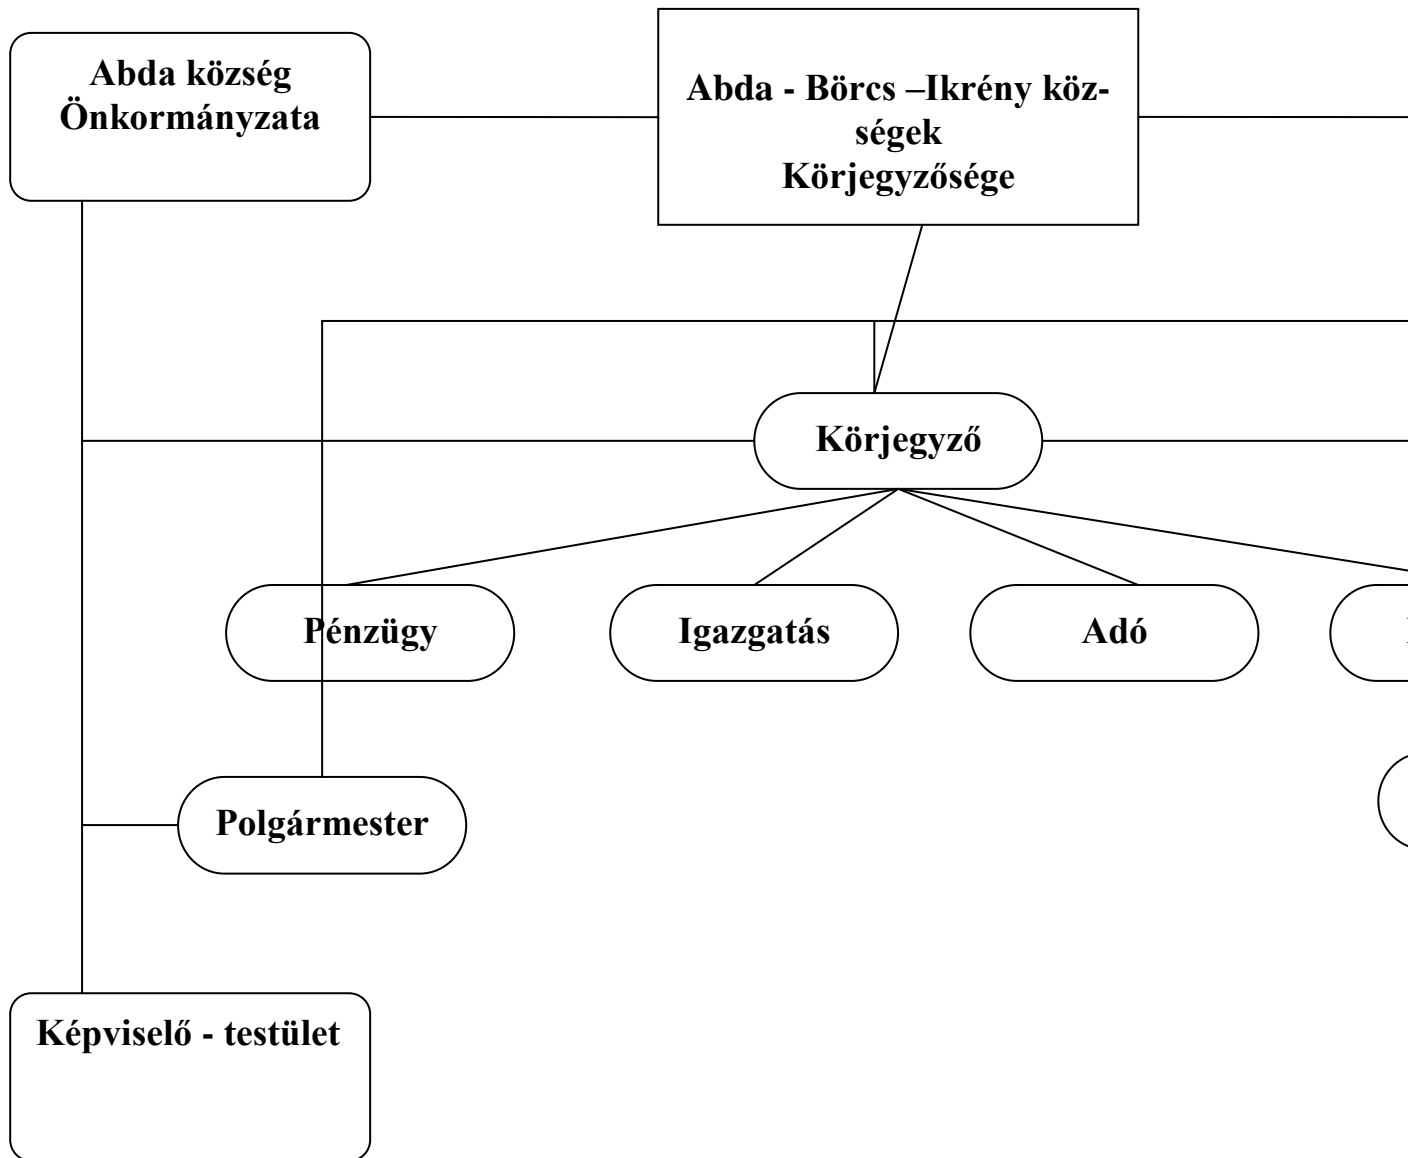 Abda község
Önkormányzata
Abda - Börcs –Ikrény köz-
ségek
Körjegyzősége
Körjegyző
Pénzügy
Igazgatás
Adó
Polgármester
Képviselő - testület